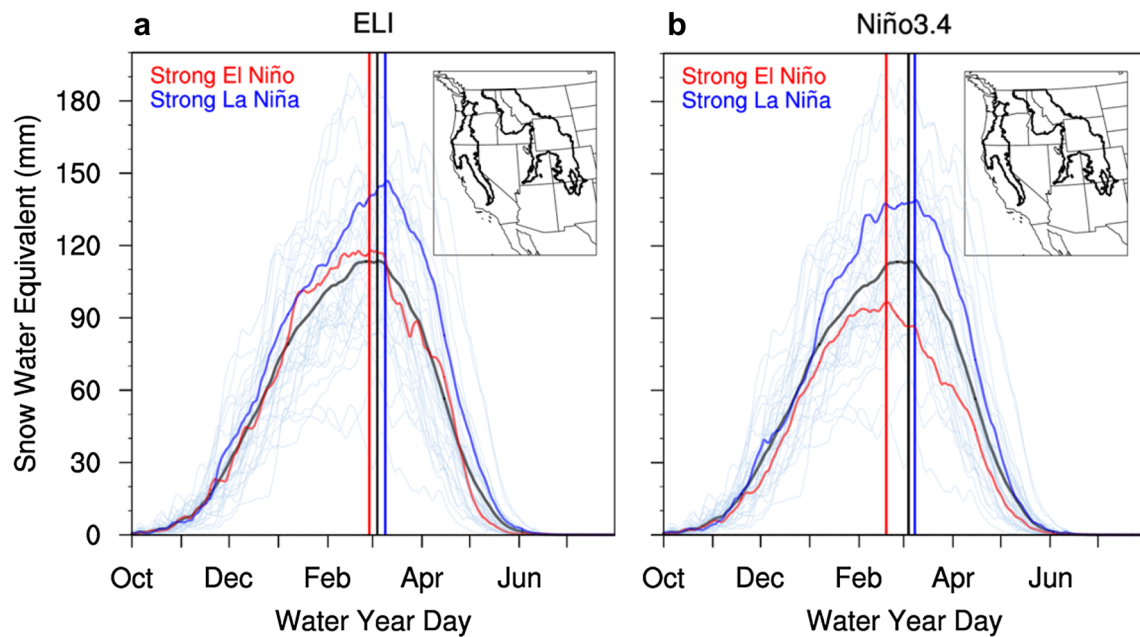 a ELI
Strong El Niño
Strong La Niña
Snow Water Equivalent (mm)
180
150
120
90
60
30
0
Oct Dec Feb Apr Jun
Water Year Day
b Niño3.4
Strong El Niño
Strong La Niña
Oct Dec Feb Apr Jun
Water Year Day